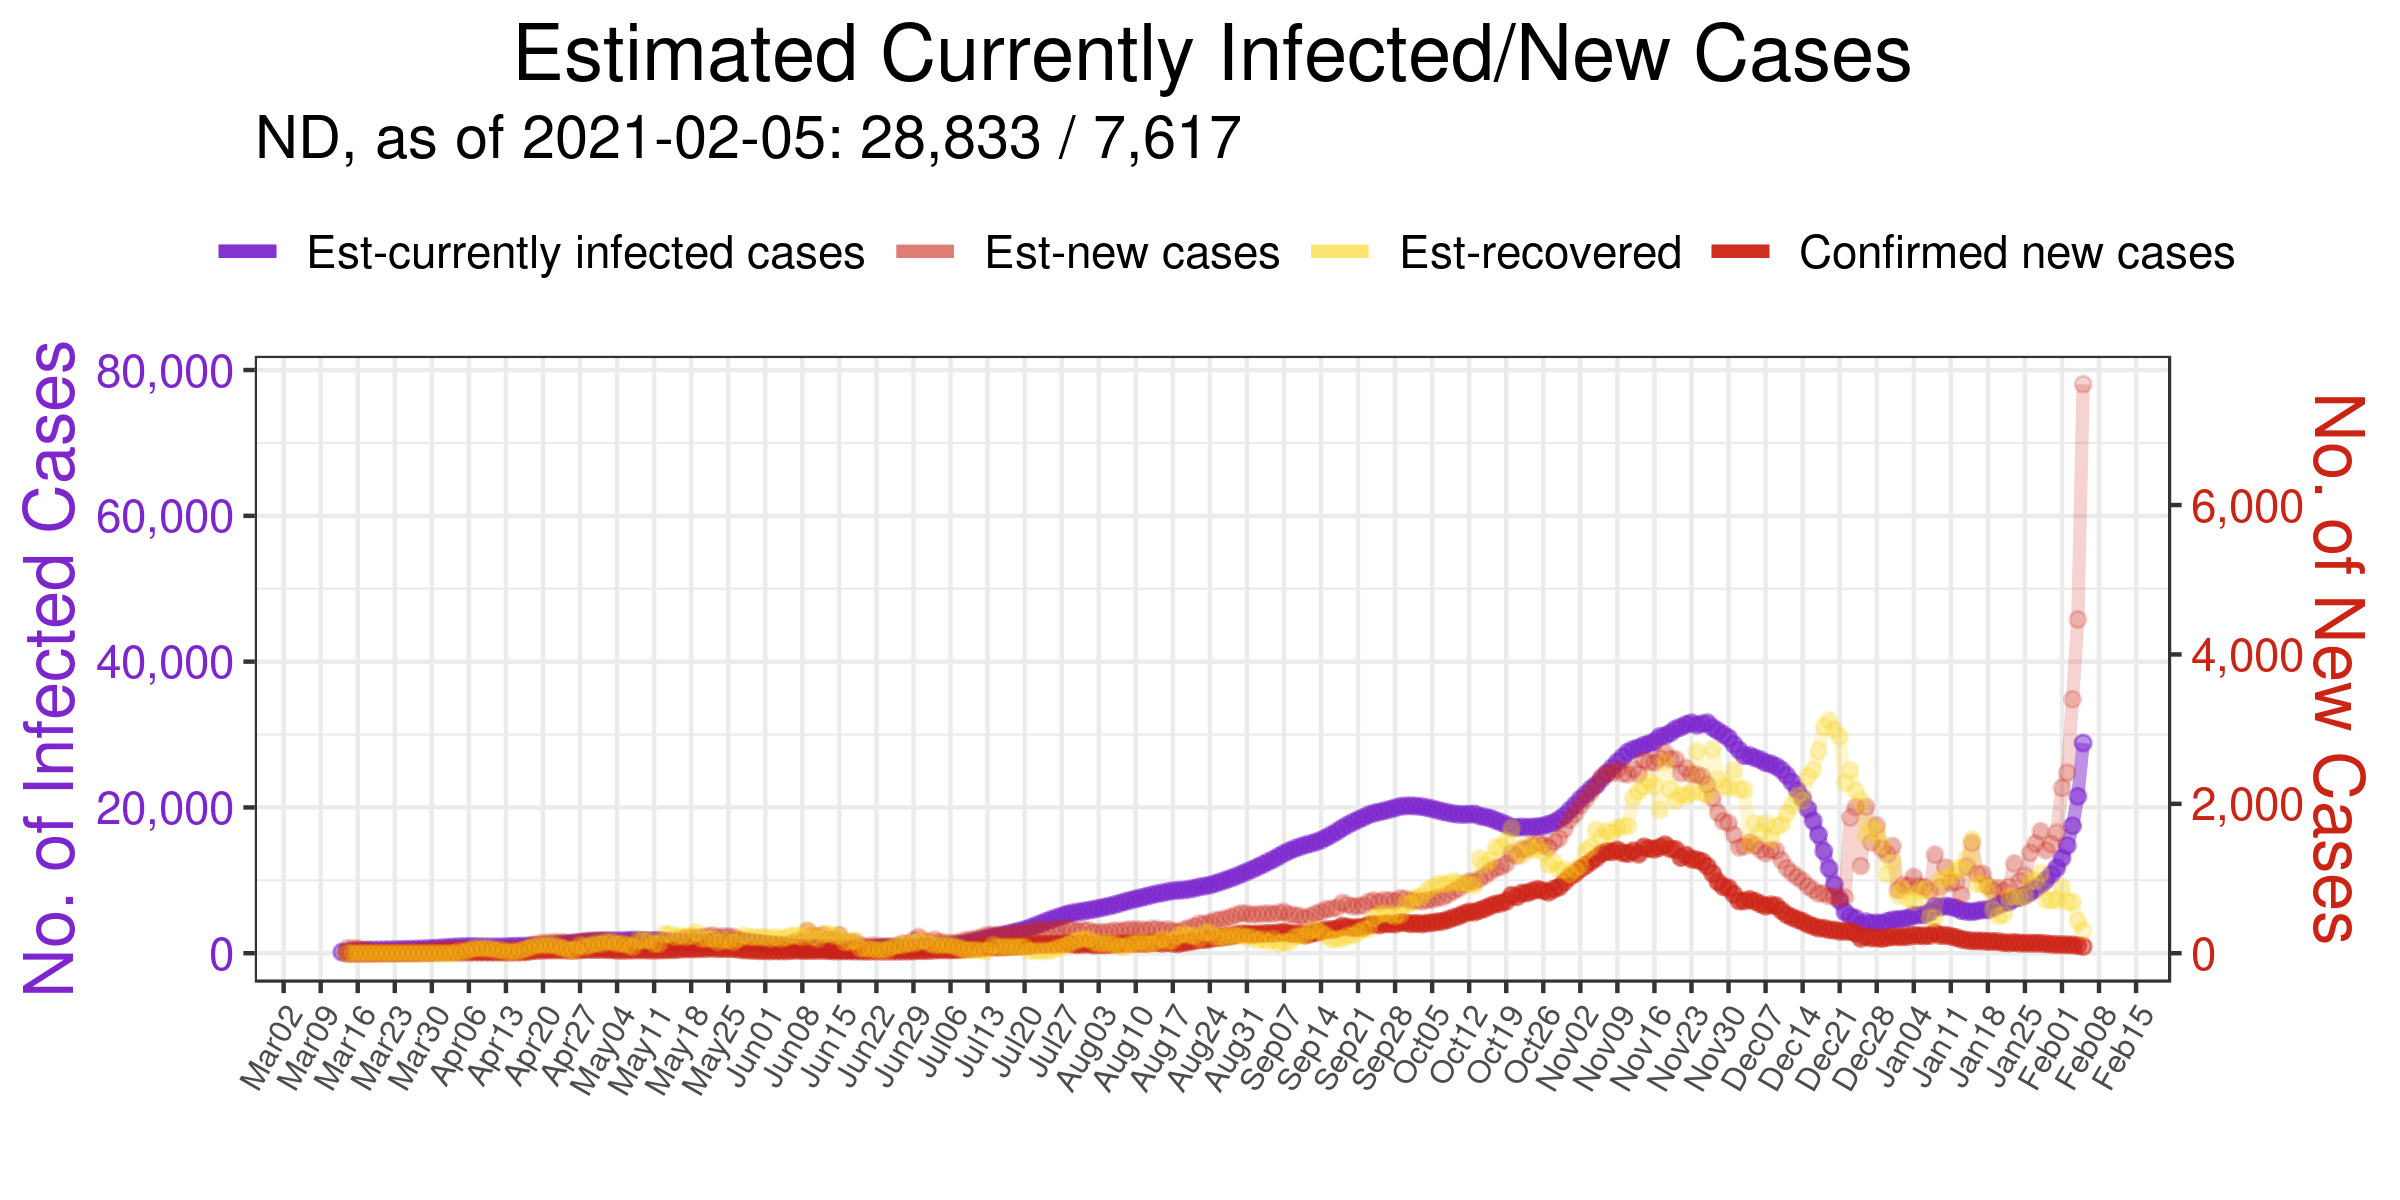 Estimated Currently Infected/New Cases
ND, as of 2021-02-05: 28,833 / 7,617
Est-currently infected cases Est-new cases Est-recovered Confirmed new cases
No. of Infected Cases
80,000
60,000
40,000
20,000
0
No. of New Cases
6,000
4,000
2,000
0
Mar02 Mar09 Mar16 Mar23 Mar30 Apr06 Apr13 Apr20 Apr27 May04 May11 May18 May25 Jun01 Jun08 Jun15 Jun22 Jun29 Jul06 Jul13 Jul20 Jul27 Aug03 Aug10 Aug17 Aug24 Aug31 Sep07 Sep14 Sep21 Sep28 Oct05 Oct12 Oct19 Oct26 Nov02 Nov09 Nov16 Nov23 Nov30 Dec07 Dec14 Dec21 Dec28 Jan04 Jan11 Jan18 Jan25 Feb01 Feb08 Feb15